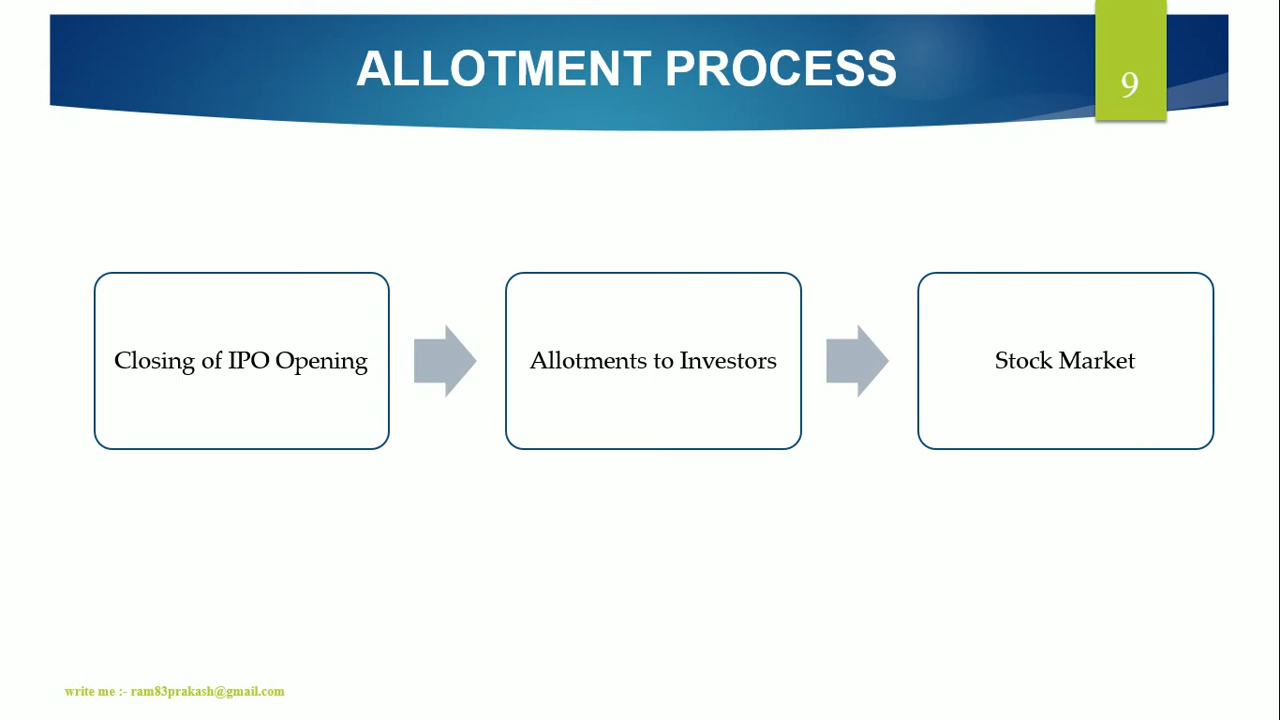 ALLOTMENT PROCESS
9
Closing of IPO Opening
Allotments to Investors
Stock Market
write me :- ram83prakash@gmail.com